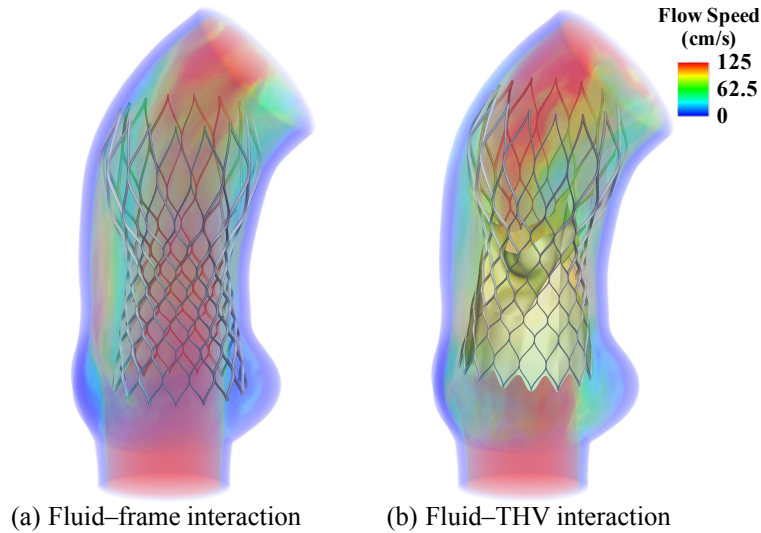 Flow Speed
(cm/s)
125
62.5
0
(a) Fluid–frame interaction
(b) Fluid–THV interaction